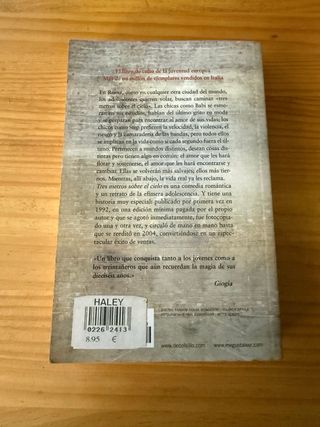 El libro de culto de la juventud europea
Más de un millón de ejemplares vendidos en Italia
En Roma, como en cualquier otra ciudad del mundo,
los adolescentes quieren volar, buscan caminar «tres
metros sobre el cielo». Las chicas como Babi se esmeran
en sus estudios, hablan del último grito en moda
y se preparan para encontrar al amor de sus vidas; los
chicos como Step prefieren la velocidad, la violencia, el
riesgo y la camaradería de las bandas, pero todos ellos
se implican en la vida como si cada segundo fuera el último.
Pertenecen a mundos distintos, desean cosas distintas
pero tienen algo en común: el amor que les hará
flotar y sostenerse, el amor que les hará encontrarse y
cambiar. Ellas se volverán más salvajes; ellos más tiernos.
Mientras, allí abajo, la vida real ya les reclama.
Tres metros sobre el cielo es una comedia romántica
y un retrato de la efímera adolescencia. Y tiene una
historia muy especial: publicado por primera vez en
1992, en una edición mínima pagada por el propio
autor y que se agotó inmediatamente, fue fotocopiado
una y otra vez, y circuló de mano en mano hasta
que se reeditó en 2004, convirtiéndose en un espectacular
éxito de ventas.
«Un libro que conquista tanto a los jóvenes como a
los treintañeros que aún recuerdan la magia de sus
dieciséis años.»
Giogia
HALEY
0226 2413
8.95 €
www.debolsillo.com www.megustaleer.com